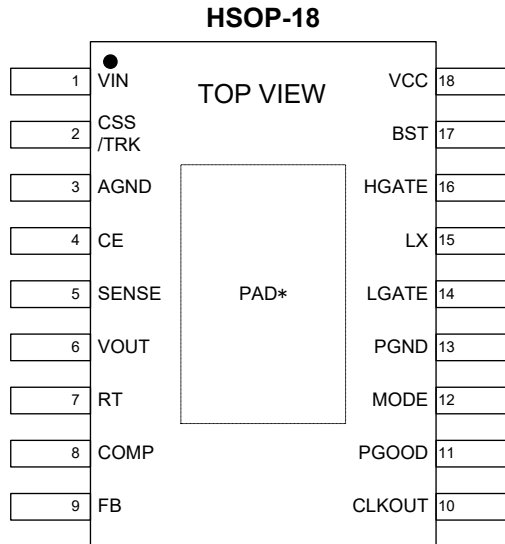 HSOP-18
TOP VIEW
1 VIN
2 CSS
/TRK
3 AGND
4 CE
5 SENSE
6 VOUT
7 RT
8 COMP
9 FB
PAD*
VCC 18
BST 17
HGATE 16
LX 15
LGATE 14
PGND 13
MODE 12
PGOOD 11
CLKOUT 10